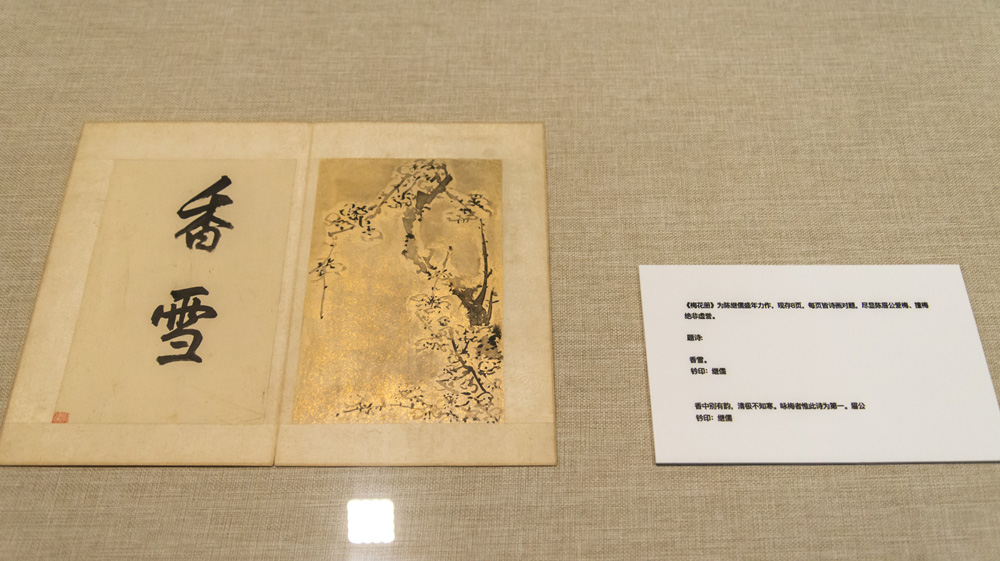 香
雪
《梅花册》为陈继儒盛年力作，现存8页，每页皆诗画对题，尽显陈眉公爱梅、擅梅
绝非虚誉。
题诗：
香雪。
钤印：继儒
香中别有韵，清极不知寒。咏梅者惟此诗为第一。眉公
钤印：继儒